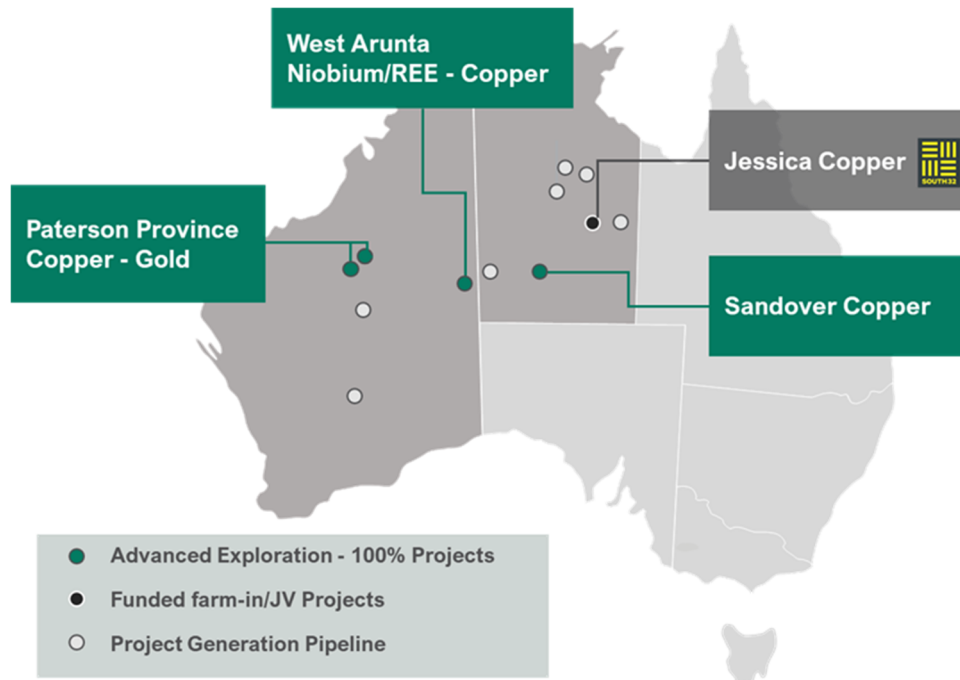 West Arunta
Niobium/REE - Copper
Jessica Copper
SOUTH32
Paterson Province
Copper - Gold
Sandover Copper
Advanced Exploration - 100% Projects
Funded farm-in/JV Projects
Project Generation Pipeline